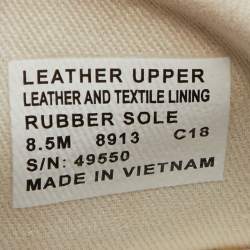 LEATHER UPPER
LEATHER AND TEXTILE LINING
RUBBER SOLE
8.5M 8913 C18
S/N: 49550
MADE IN VIETNAM